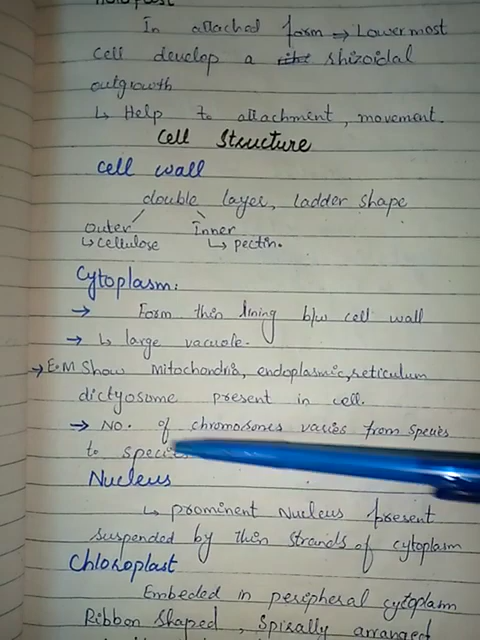 In attached form → Lowermost
Cell develop a rhizoidal
outgrowth
↳ Help to attachment, movement.
Cell Structure
Cell wall
double layer, ladder shape
Outer Inner
↳ cellulose ↳ pectin.
Cytoplasm:
→ Form thin lining b/w cell wall
→ ↳ large vacuole.
→ E.M Show Mitochondria, endoplasmic, reticulum
dictyosome present in cell.
→ NO. of chromosones varies from species
to species
Nucleus
↳ prominent Nucleus present
suspended by thin strands of cytoplasm
Chloroplast
Embeded in peripheral cytoplasm
Ribbon shaped, spirally arranged